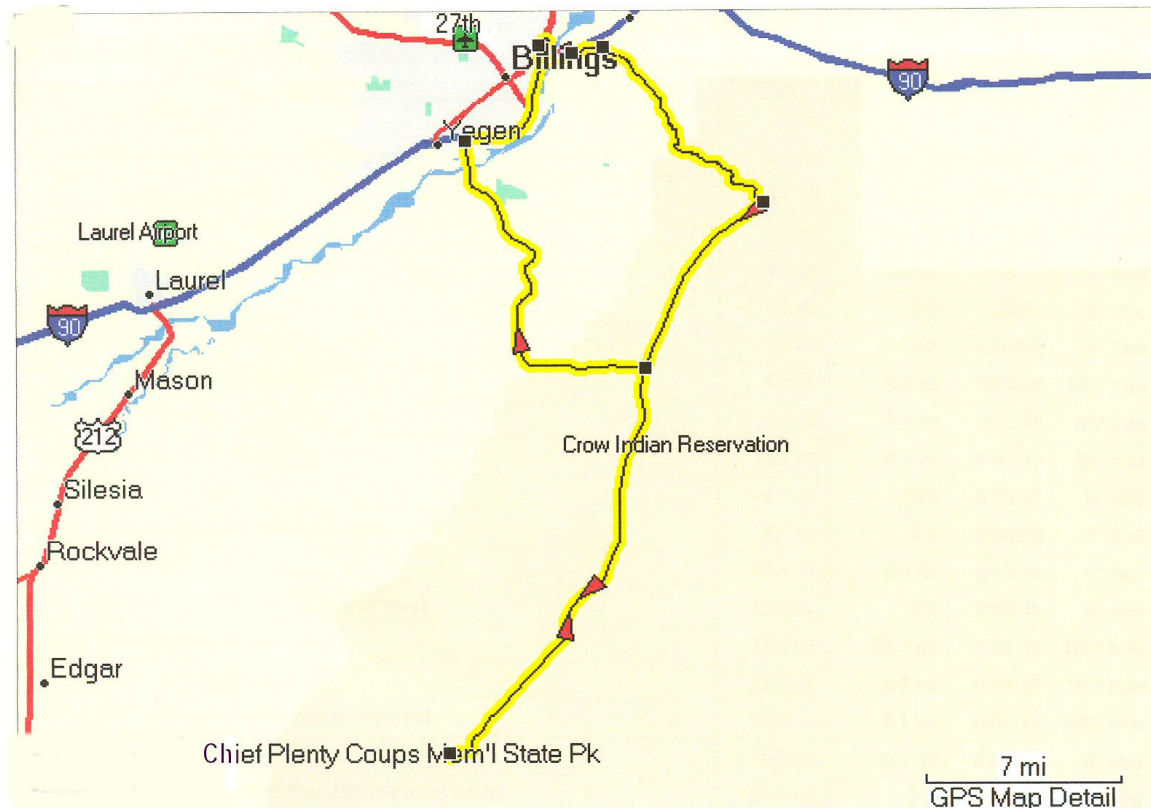 27th
Billings
90
Yegen
Laurel Airport
Laurel
90
Mason
212
Crow Indian Reservation
Silesia
Rockvale
Edgar
Chief Plenty Coups Mem'l State Pk
7 mi
GPS Map Detail